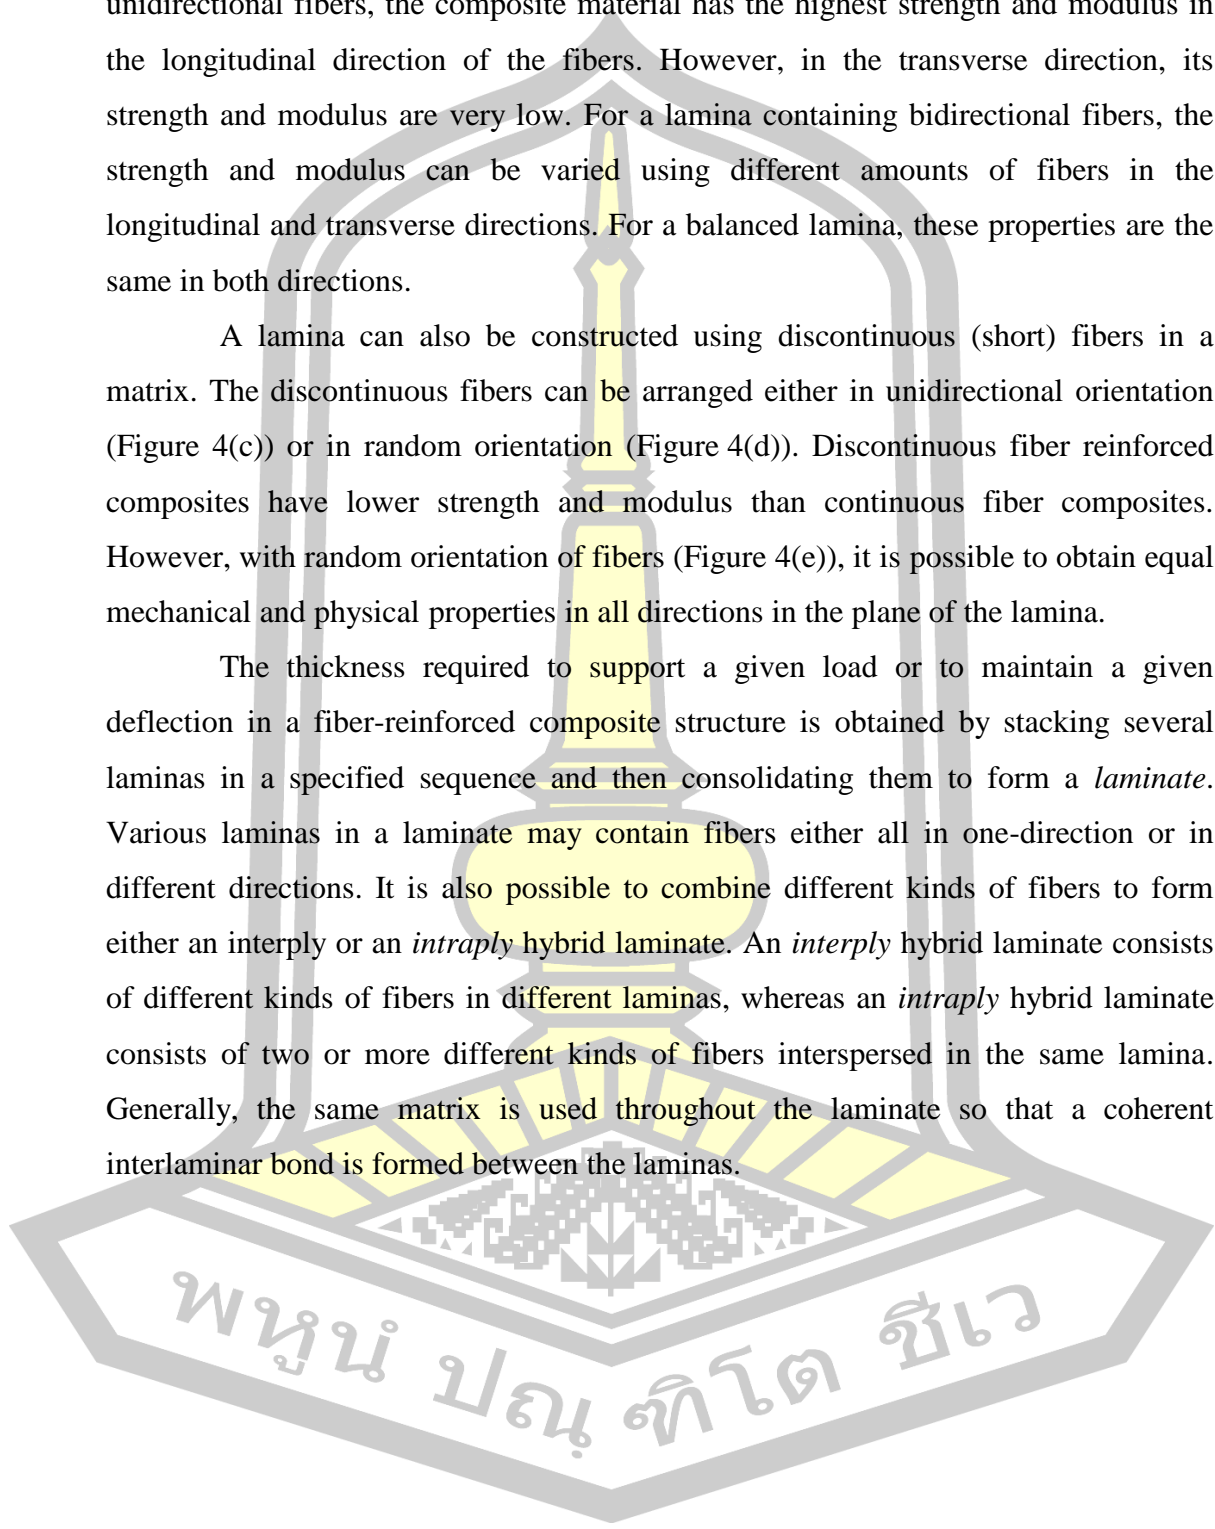 unidirectional fibers, the composite material has the highest strength and modulus in
the longitudinal direction of the fibers. However, in the transverse direction, its
strength and modulus are very low. For a lamina containing bidirectional fibers, the
strength and modulus can be varied using different amounts of fibers in the
longitudinal and transverse directions. For a balanced lamina, these properties are the
same in both directions.
A lamina can also be constructed using discontinuous (short) fibers in a
matrix. The discontinuous fibers can be arranged either in unidirectional orientation
(Figure 4(c)) or in random orientation (Figure 4(d)). Discontinuous fiber reinforced
composites have lower strength and modulus than continuous fiber composites.
However, with random orientation of fibers (Figure 4(e)), it is possible to obtain equal
mechanical and physical properties in all directions in the plane of the lamina.
The thickness required to support a given load or to maintain a given
deflection in a fiber-reinforced composite structure is obtained by stacking several
laminas in a specified sequence and then consolidating them to form a laminate.
Various laminas in a laminate may contain fibers either all in one-direction or in
different directions. It is also possible to combine different kinds of fibers to form
either an interply or an intraply hybrid laminate. An interply hybrid laminate consists
of different kinds of fibers in different laminas, whereas an intraply hybrid laminate
consists of two or more different kinds of fibers interspersed in the same lamina.
Generally, the same matrix is used throughout the laminate so that a coherent
interlaminar bond is formed between the laminas.
พหูนํ ปณฺ ฑิโต ชีเว